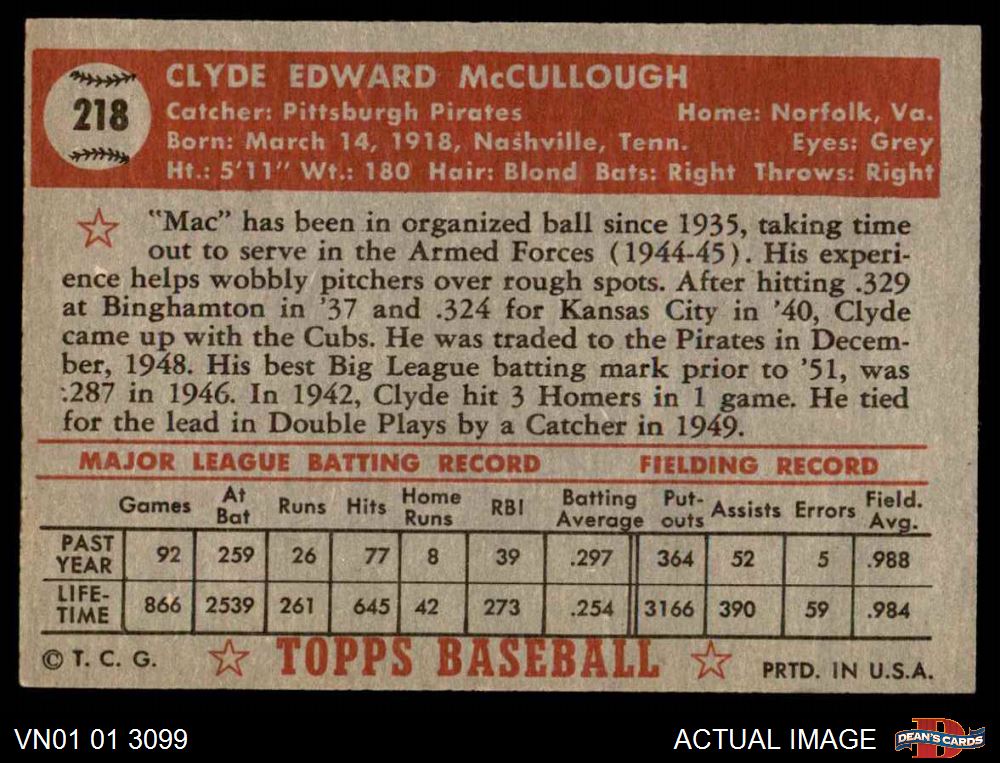 218
CLYDE EDWARD McCULLOUGH
Catcher: Pittsburgh Pirates Home: Norfolk, Va.
Born: March 14, 1918, Nashville, Tenn. Eyes: Grey
Ht.: 5'11" Wt.: 180 Hair: Blond Bats: Right Throws: Right
"Mac" has been in organized ball since 1935, taking time
out to serve in the Armed Forces (1944-45). His experi-
ence helps wobbly pitchers over rough spots. After hitting .329
at Binghamton in '37 and .324 for Kansas City in '40, Clyde
came up with the Cubs. He was traded to the Pirates in Decem-
ber, 1948. His best Big League batting mark prior to '51, was
.287 in 1946. In 1942, Clyde hit 3 Homers in 1 game. He tied
for the lead in Double Plays by a Catcher in 1949.
MAJOR LEAGUE BATTING RECORD FIELDING RECORD
Games At Bat Runs Hits Home Runs RBI Batting Average Put-outs Assists Errors Field. Avg.
PAST YEAR 92 259 26 77 8 39 .297 364 52 5 .988
LIFE-TIME 866 2539 261 645 42 273 .254 3166 390 59 .984
© T. C. G. TOPPS BASEBALL PRTD. IN U.S.A.
VN01 01 3099 ACTUAL IMAGE DEAN'S CARDS